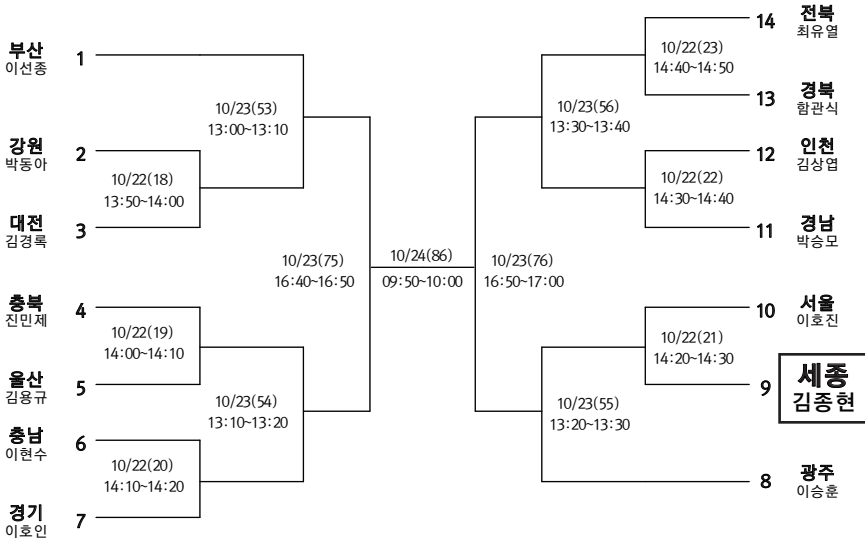 부산
이선종
1
10/23(53)
13:00~13:10
강원
박동아
2
10/22(18)
13:50~14:00
대전
김경록
3
10/23(75)
16:40~16:50
충북
진민제
4
10/22(19)
14:00~14:10
울산
김용규
5
10/23(54)
13:10~13:20
충남
이현수
6
10/22(20)
14:10~14:20
경기
이호인
7
10/24(86)
09:50~10:00
14
전북
최유열
10/22(23)
14:40~14:50
13
경북
함관식
10/23(56)
13:30~13:40
12
인천
김상엽
10/22(22)
14:30~14:40
11
경남
박승모
10/23(76)
16:50~17:00
10
서울
이호진
10/22(21)
14:20~14:30
9
세종
김종현
10/23(55)
13:20~13:30
8
광주
이승훈